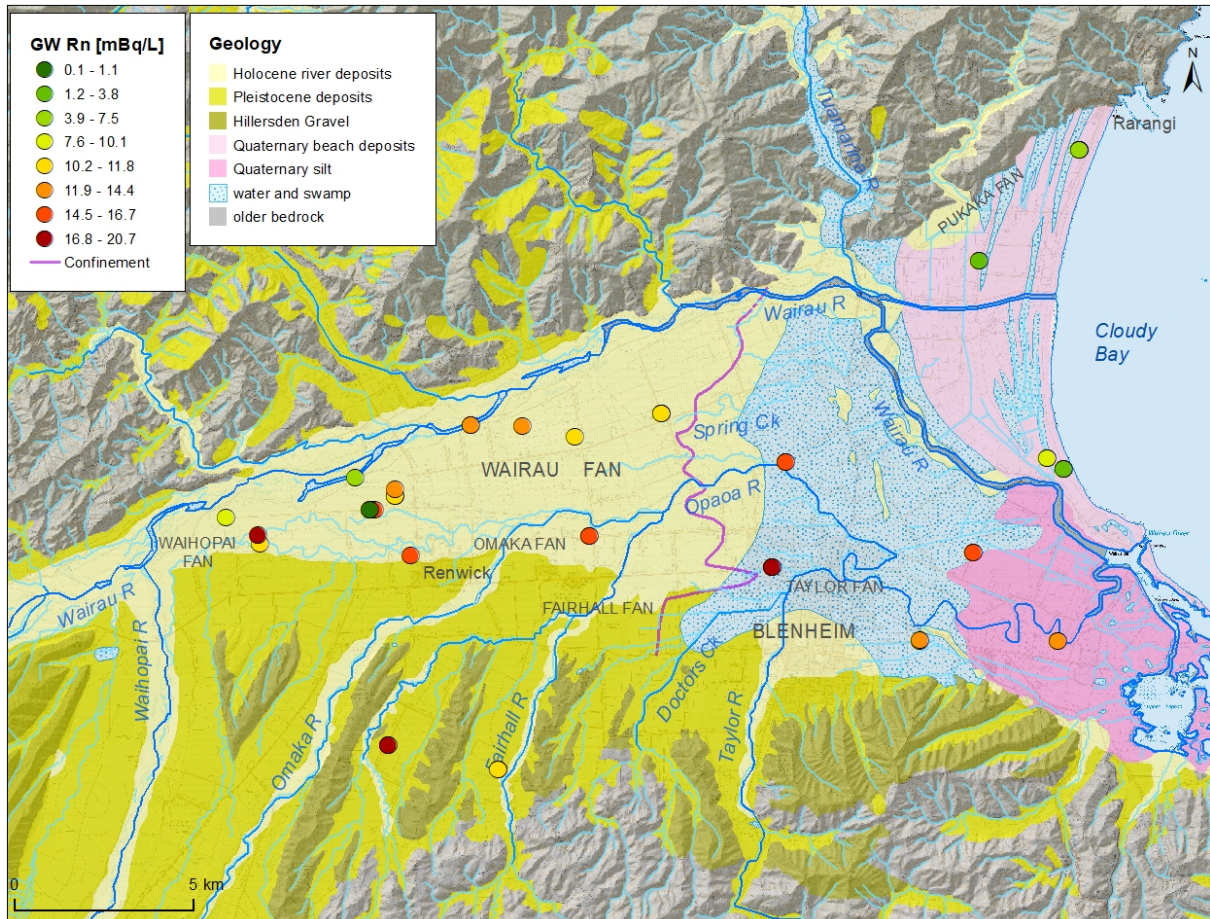 GW Rn [mBq/L]
0.1 - 1.1
1.2 - 3.8
3.9 - 7.5
7.6 - 10.1
10.2 - 11.8
11.9 - 14.4
14.5 - 16.7
16.8 - 20.7
Confinement
Geology
Holocene river deposits
Pleistocene deposits
Hillersden Gravel
Quaternary beach deposits
Quaternary silt
water and swamp
older bedrock
N
Tuamarina R
Rarangi
PUKAKA FAN
Wairau R
Cloudy
Bay
Spring Ck
Wairau R
WAIRAU FAN
Opaoa R
WAIHOPAI
FAN
OMAKA FAN
Renwick
TAYLOR FAN
Wairau R
FAIRHALL FAN
BLENHEIM
Waihopai R
Omaka R
Fairhall R
Doctors Ck
Taylor R
0
5 km